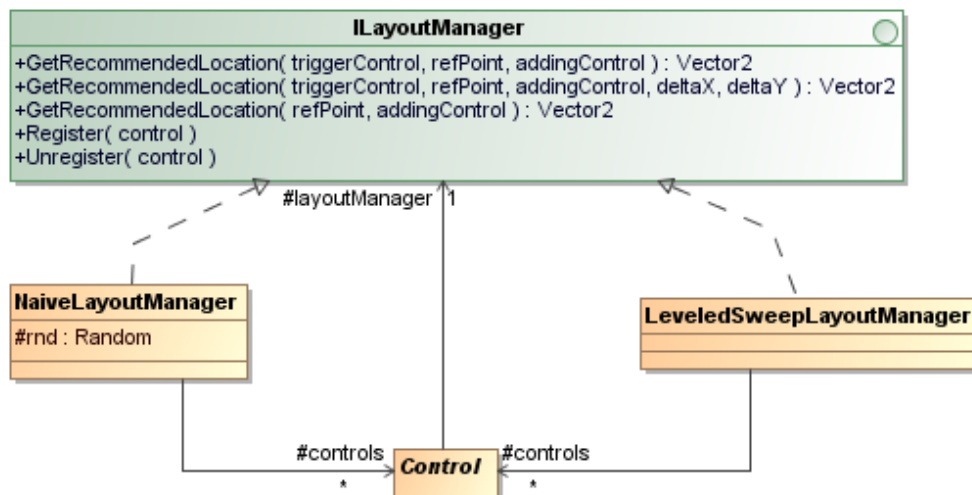 ILayoutManager
+GetRecommendedLocation( triggerControl, refPoint, addingControl ) : Vector2
+GetRecommendedLocation( triggerControl, refPoint, addingControl, deltaX, deltaY ) : Vector2
+GetRecommendedLocation( refPoint, addingControl ) : Vector2
+Register( control )
+Unregister( control )
#layoutManager 1
NaiveLayoutManager
#rnd : Random
LeveledSweepLayoutManager
#controls
*
Control
#controls
*